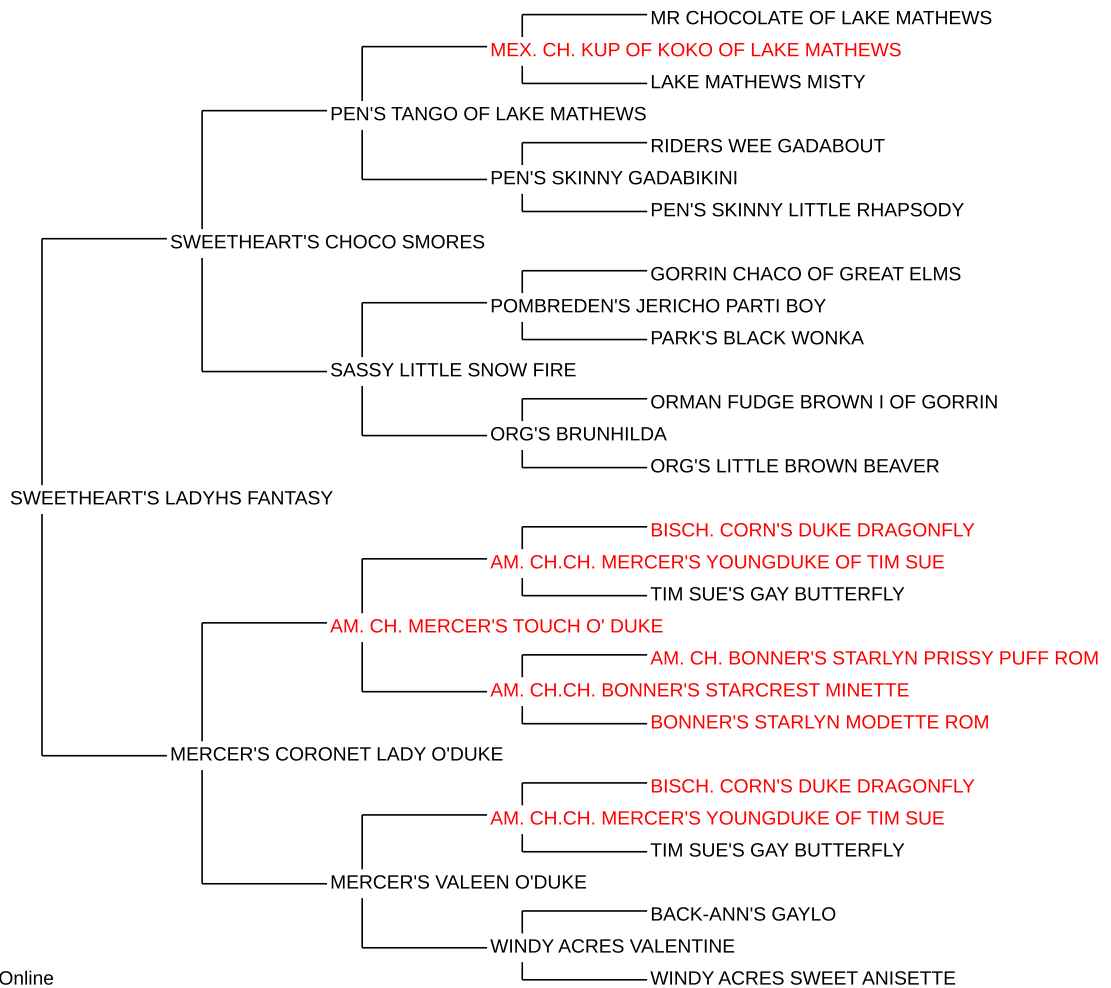 MR CHOCOLATE OF LAKE MATHEWS
MEX. CH. KUP OF KOKO OF LAKE MATHEWS
LAKE MATHEWS MISTY
PEN'S TANGO OF LAKE MATHEWS
RIDERS WEE GADABOUT
PEN'S SKINNY GADABIKINI
PEN'S SKINNY LITTLE RHAPSODY
SWEETHEART'S CHOCO SMORES
GORRIN CHACO OF GREAT ELMS
POMBREDEN'S JERICHO PARTI BOY
PARK'S BLACK WONKA
SASSY LITTLE SNOW FIRE
ORMAN FUDGE BROWN I OF GORRIN
ORG'S BRUNHILDA
ORG'S LITTLE BROWN BEAVER
SWEETHEART'S LADYHS FANTASY
BISCH. CORN'S DUKE DRAGONFLY
AM. CH.CH. MERCER'S YOUNGDUKE OF TIM SUE
TIM SUE'S GAY BUTTERFLY
AM. CH. MERCER'S TOUCH O' DUKE
AM. CH. BONNER'S STARLYN PRISSY PUFF ROM
AM. CH.CH. BONNER'S STARCREST MINETTE
BONNER'S STARLYN MODETTE ROM
MERCER'S CORONET LADY O'DUKE
BISCH. CORN'S DUKE DRAGONFLY
AM. CH.CH. MERCER'S YOUNGDUKE OF TIM SUE
TIM SUE'S GAY BUTTERFLY
MERCER'S VALEEN O'DUKE
BACK-ANN'S GAYLO
WINDY ACRES VALENTINE
WINDY ACRES SWEET ANISETTE
Online